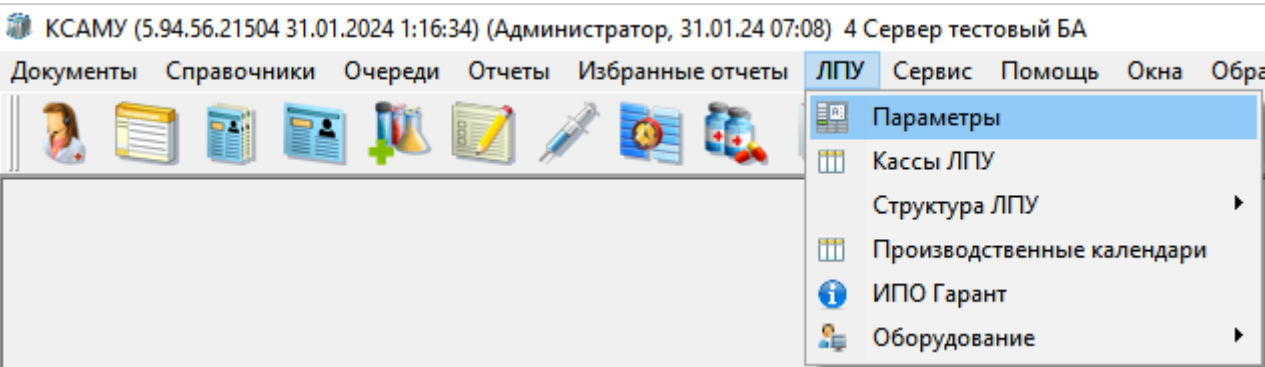 КСАМУ (5.94.56.21504 31.01.2024 1:16:34) (Администратор, 31.01.24 07:08) 4 Сервер тестовый БА
Документы Справочники Очереди Отчеты Избранные отчеты ЛПУ Сервис Помощь Окна Обра
Параметры
Кассы ЛПУ
Структура ЛПУ
Производственные календари
ИПО Гарант
Оборудование